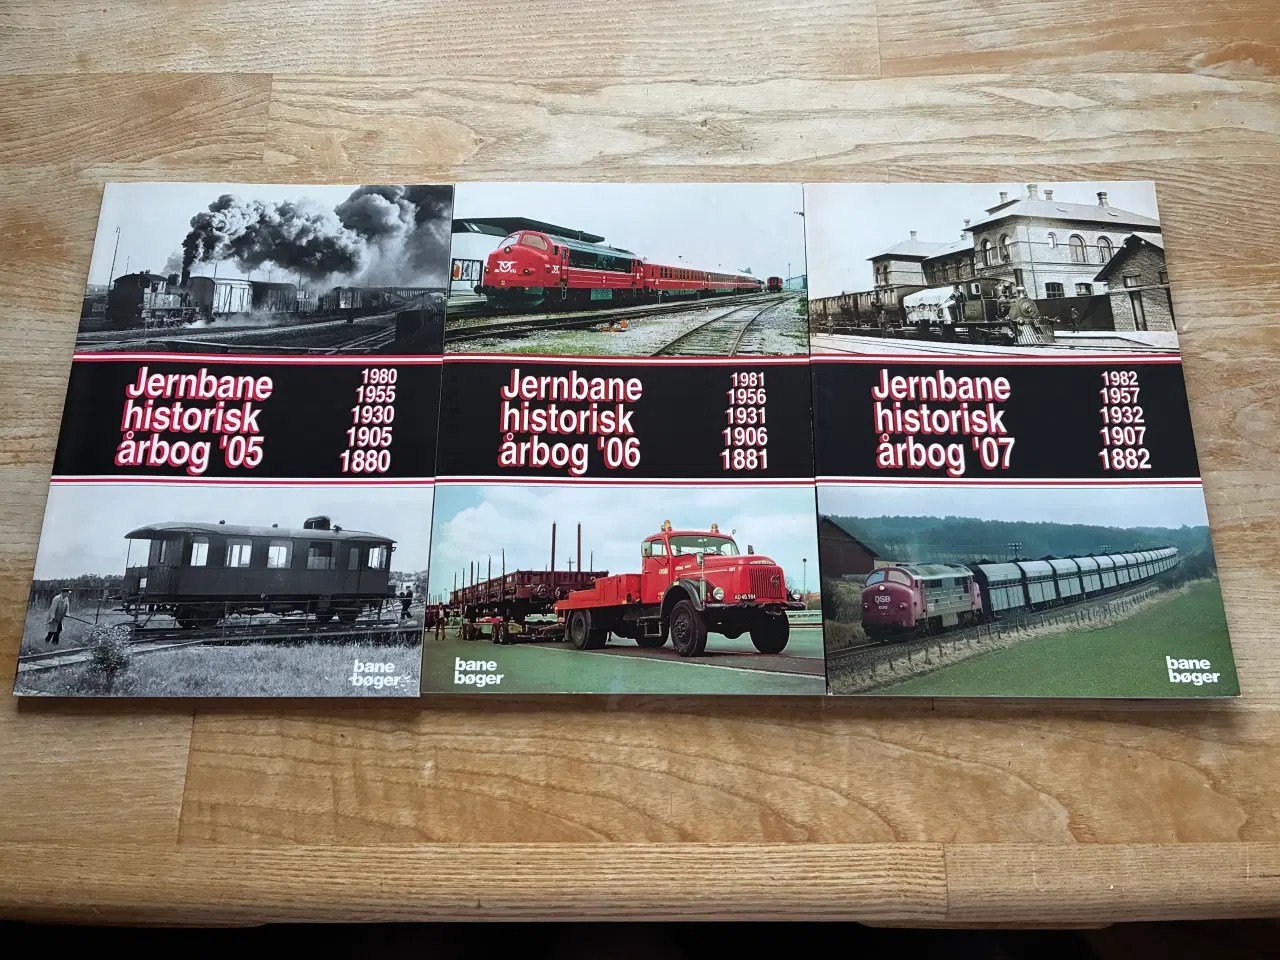 Jernbane
historisk
årbog '05
1980
1955
1930
1905
1880
bane
bøger
Jernbane
historisk
årbog '06
1981
1956
1931
1906
1881
bane
bøger
Jernbane
historisk
årbog '07
1982
1957
1932
1907
1882
ØSB
bane
bøger